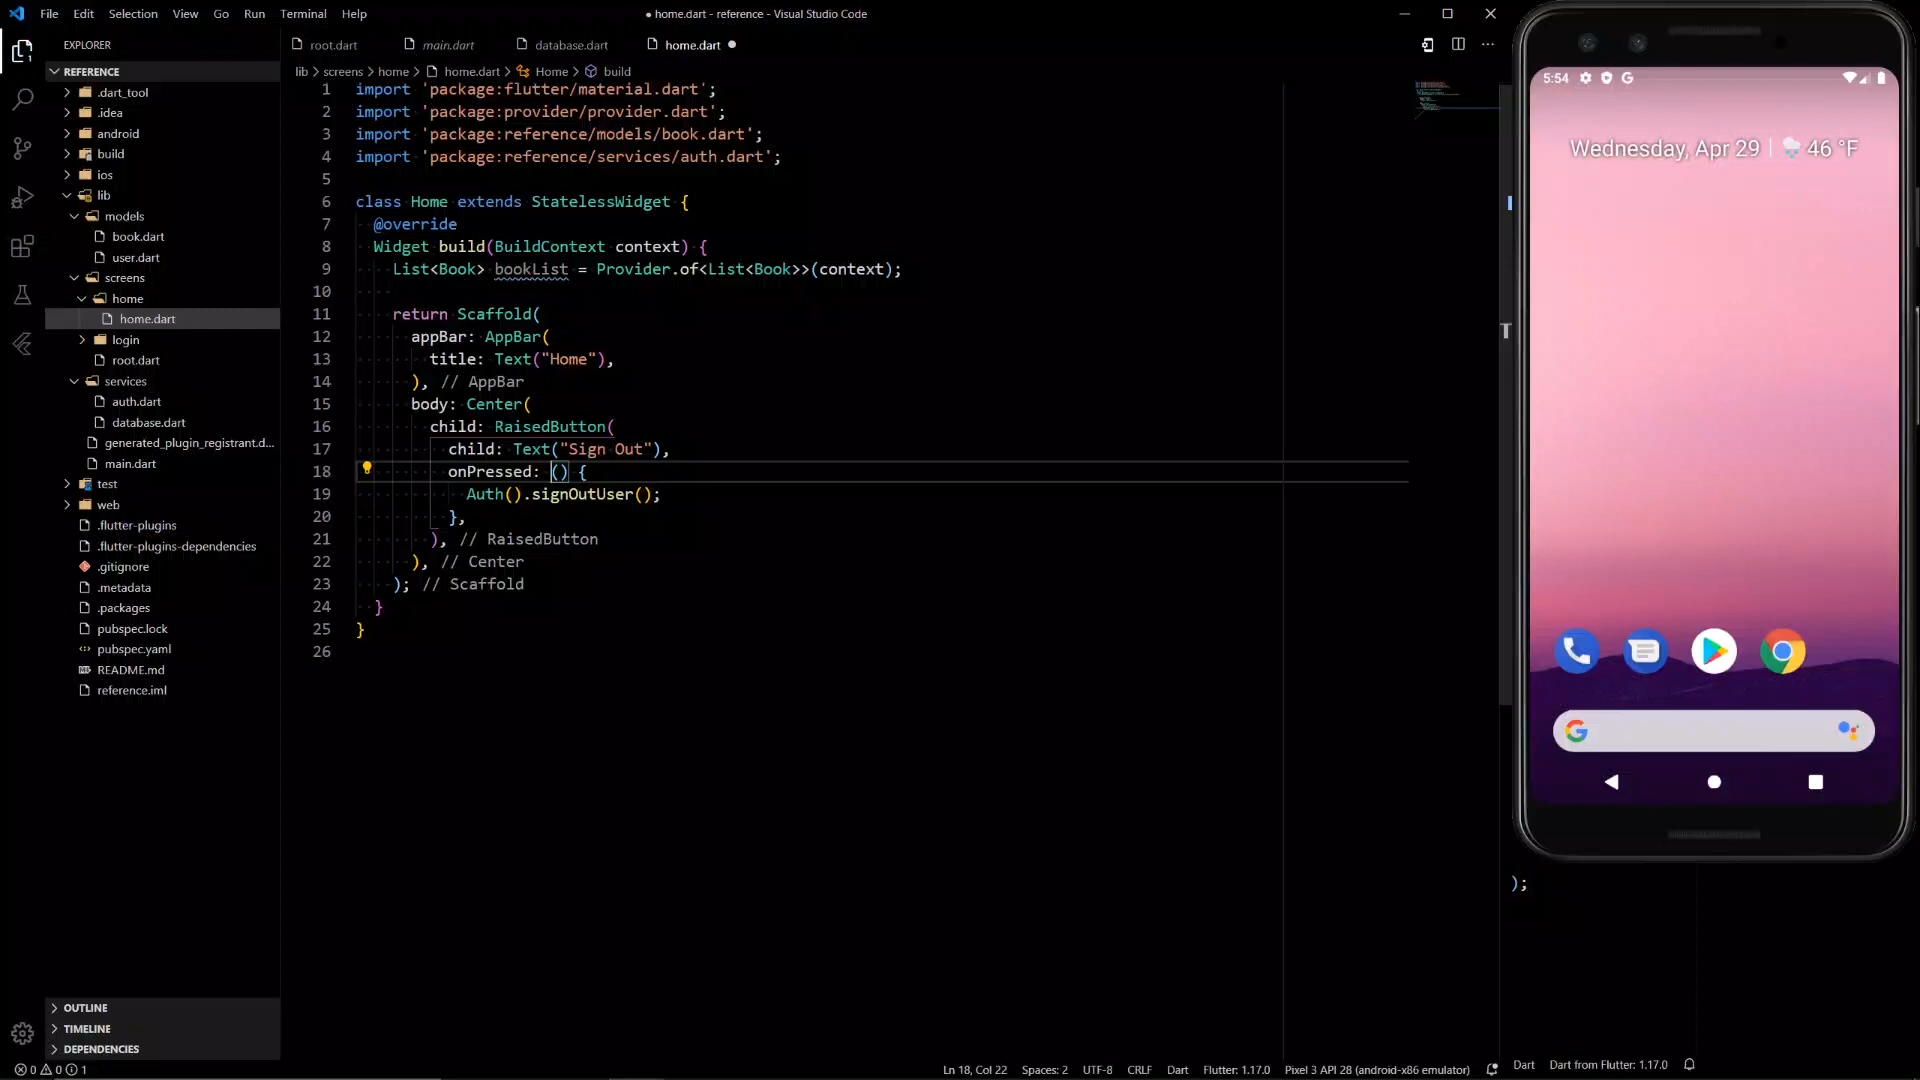 File Edit Selection View Go Run Terminal Help
● home.dart - reference - Visual Studio Code
EXPLORER
root.dart main.dart database.dart home.dart
REFERENCE
lib > screens > home > home.dart > Home > build
.dart_tool
.idea
android
build
ios
lib
models
book.dart
user.dart
screens
home
home.dart
login
root.dart
services
auth.dart
database.dart
generated_plugin_registrant.d...
main.dart
test
web
.flutter-plugins
.flutter-plugins-dependencies
.gitignore
.metadata
.packages
pubspec.lock
pubspec.yaml
README.md
reference.iml
OUTLINE
TIMELINE
DEPENDENCIES
1 import 'package:flutter/material.dart';
2 import 'package:provider/provider.dart';
3 import 'package:reference/models/book.dart';
4 import 'package:reference/services/auth.dart';
5
6 class Home extends StatelessWidget {
7 @override
8 Widget build(BuildContext context) {
9 List<Book> bookList = Provider.of<List<Book>>(context);
10
11 return Scaffold(
12 appBar: AppBar(
13 title: Text("Home"),
14 ), // AppBar
15 body: Center(
16 child: RaisedButton(
17 child: Text("Sign Out"),
18 onPressed: () {
19 Auth().signOutUser();
20 },
21 ), // RaisedButton
22 ), // Center
23 ); // Scaffold
24 }
25 }
26
5:54
Wednesday, Apr 29 | 46 °F
);
0 0 1
Ln 18, Col 22 Spaces: 2 UTF-8 CRLF Dart Flutter: 1.17.0 Pixel 3 API 28 (android-x86 emulator)
Dart Dart from Flutter: 1.17.0